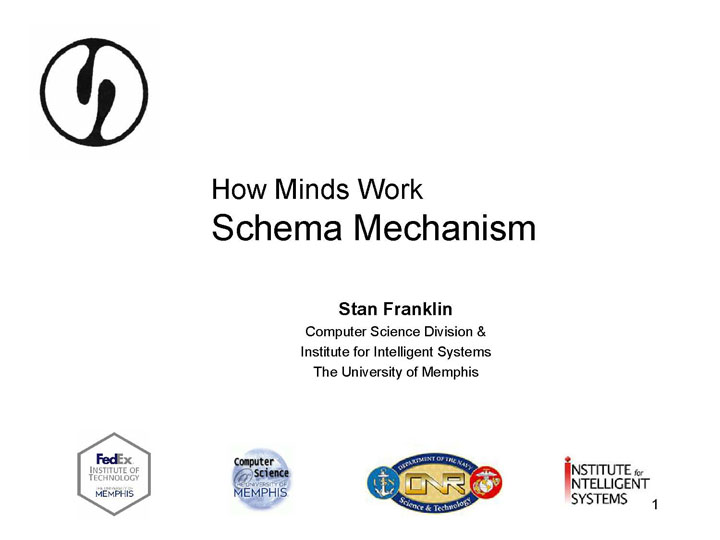 How Minds Work
Schema Mechanism
Stan Franklin
Computer Science Division &
Institute for Intelligent Systems
The University of Memphis
FedEx
INSTITUTE OF
TECHNOLOGY
MEMPHIS
Computer
@Science
UNIVERSITY OF
MEMPHIS
DEPARTMENT OF THE NAVY
ONR
Science & Technology
INSTITUTE for
INTELLIGENT
SYSTEMS
1